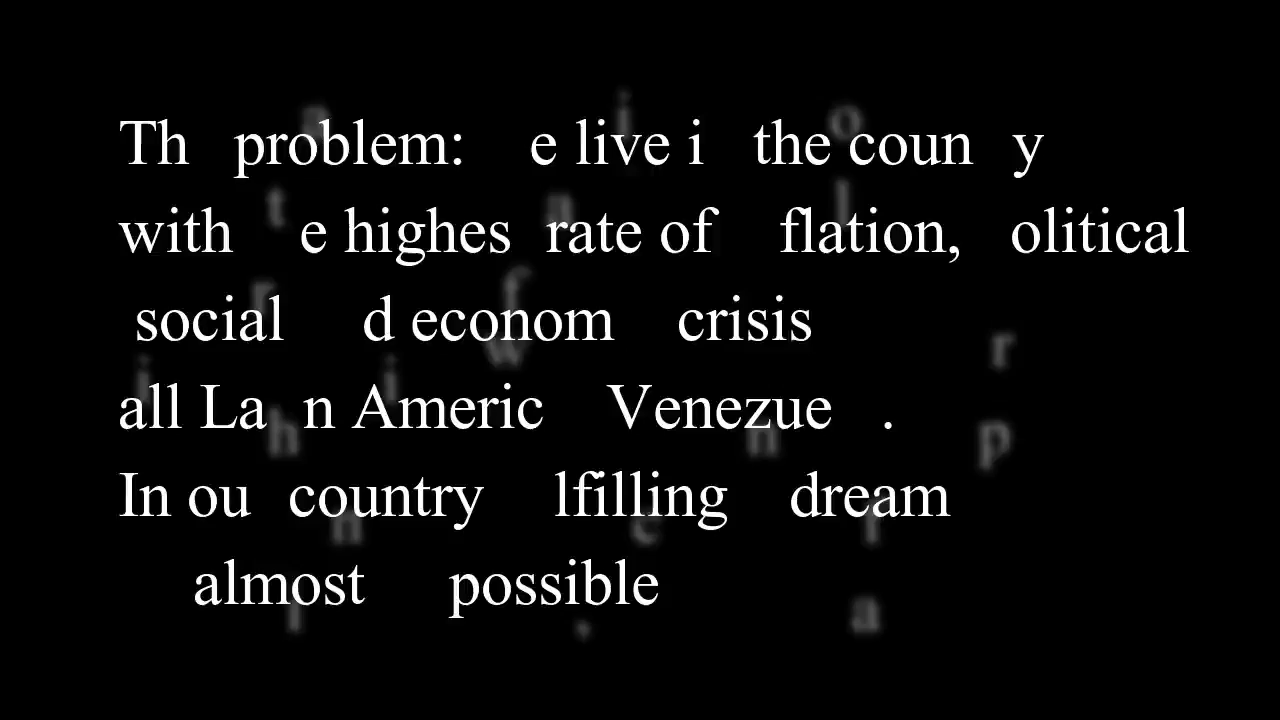 Th problem: e live i the coun y
with e highes rate of flation, olitical
social d econom crisis
all La n Americ Venezue .
In ou country lfilling dream
almost possible